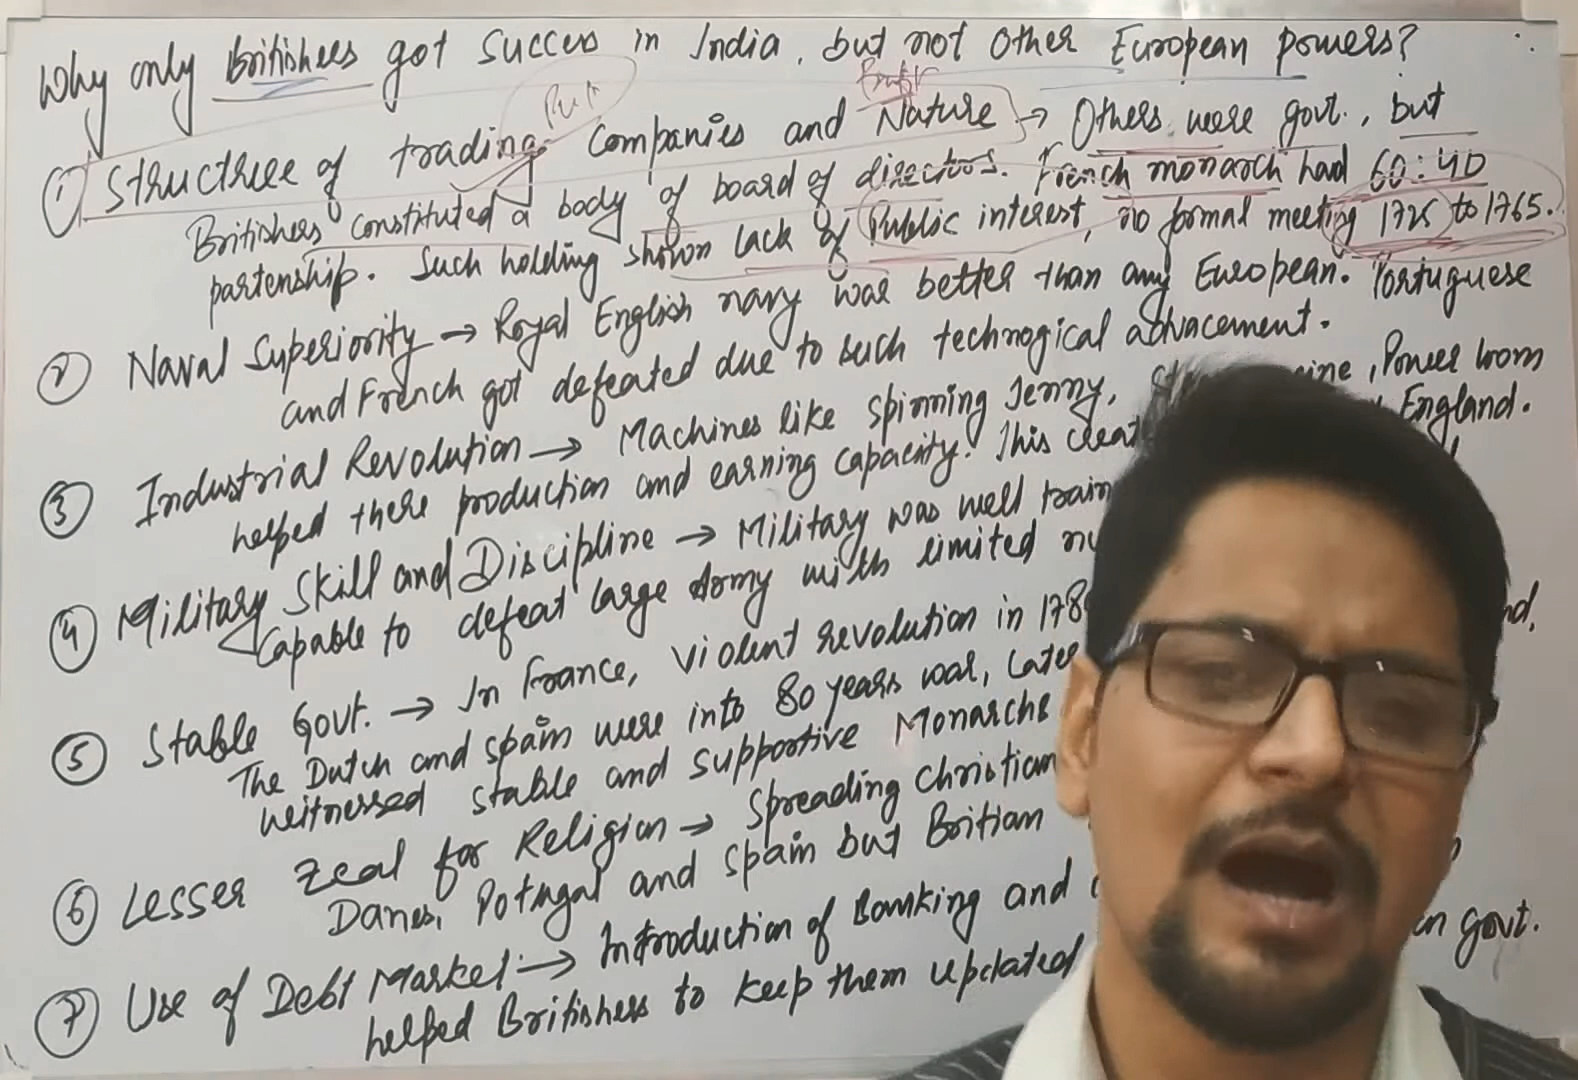 Why only Britishers got Success in India, but not Other European powers?
① Structure of trading Companies and Nature → Others were govt., but
Britishers constituted a body of board of directors. French monarch had 60:40
partenship. Such holding shown lack of Public interest, no formal meeting 1725 to 1765.
② Naval Superiority → Royal English navy was better than any European. Portuguese
and French got defeated due to such technogical advacement.
③ Industrial Revolution → Machines like Spinning Jenny, ine, Power loom
helped there production and earning capacity. This England.
④ Military Skill and Discipline → Military was well
Capable to defeat large Army with limited
⑤ Stable Govt. → In France, Violent revolution in 178
The Dutch and Spain were into 80 years war, Later
witnessed stable and supportive Monarchs
⑥ Lesser Zeal for Religion → Spreading Christian
Danes, Potugal and Spain but Britian
⑦ Use of Debt Market → Introduction of Banking and govt.
helped Britishers to keep them updated